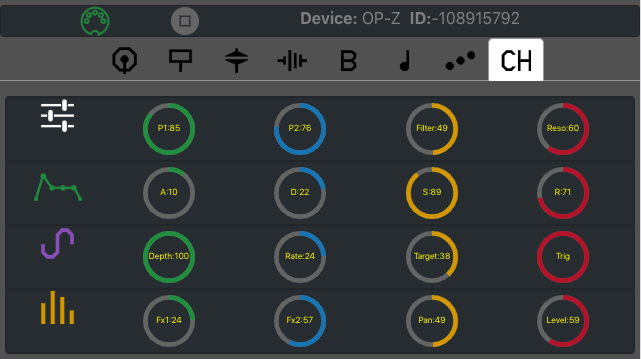 Device: OP-Z ID:-108915792
B CH
P1:85 P2:76 Filter:49 Reso:60
A:10 D:22 S:89 R:71
Depth:100 Rate:24 Target:38 Trig
Fx1:24 Fx2:57 Pan:49 Level:59